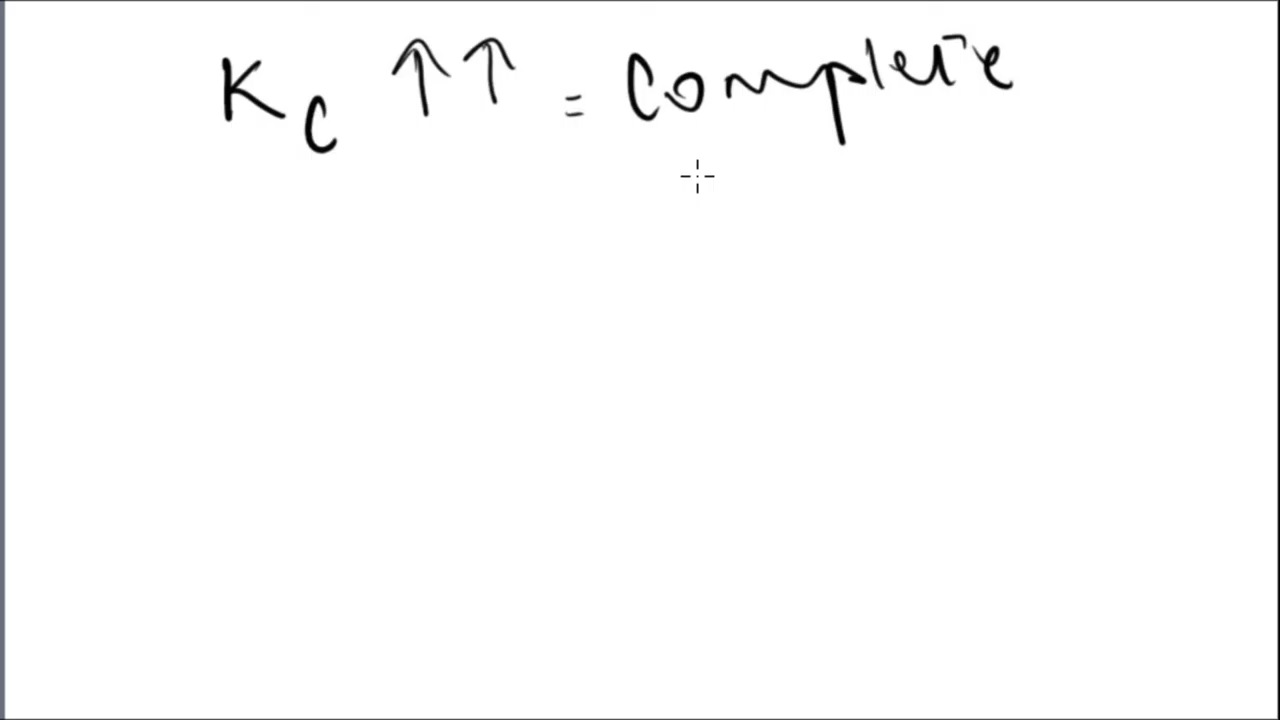 Kc ↑↑ = Complete